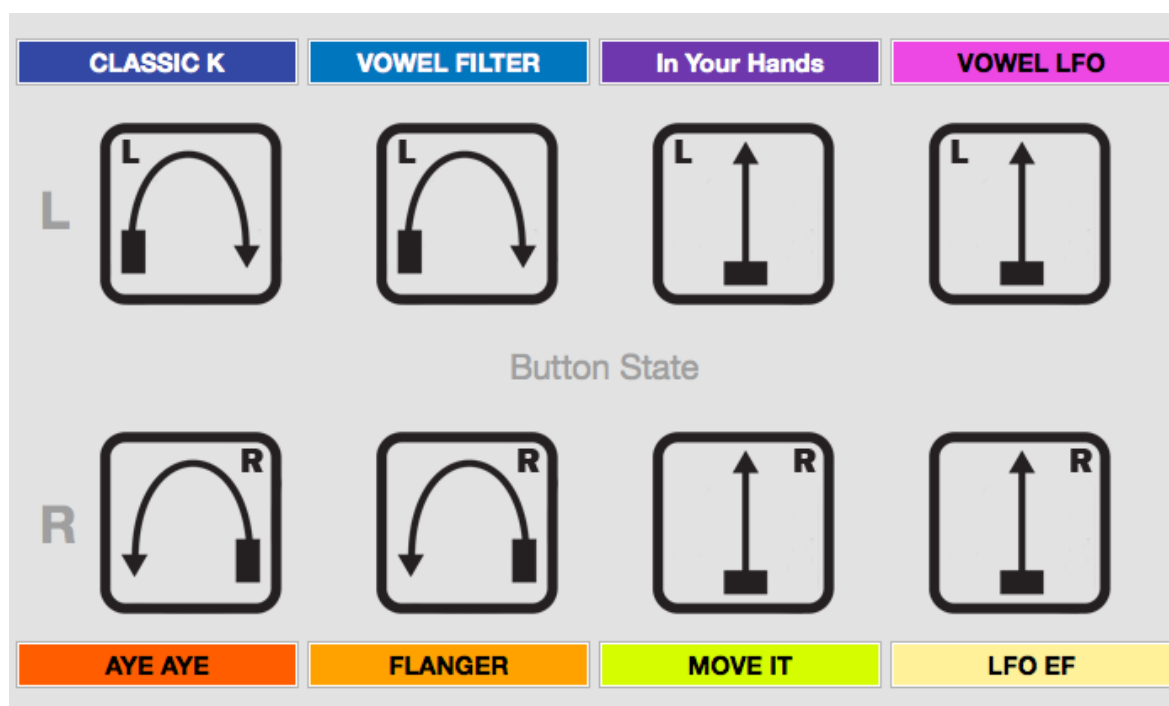 CLASSIC K VOWEL FILTER In Your Hands VOWEL LFO
L L L L
L
Button State
R R R R
R
AYE AYE FLANGER MOVE IT LFO EF